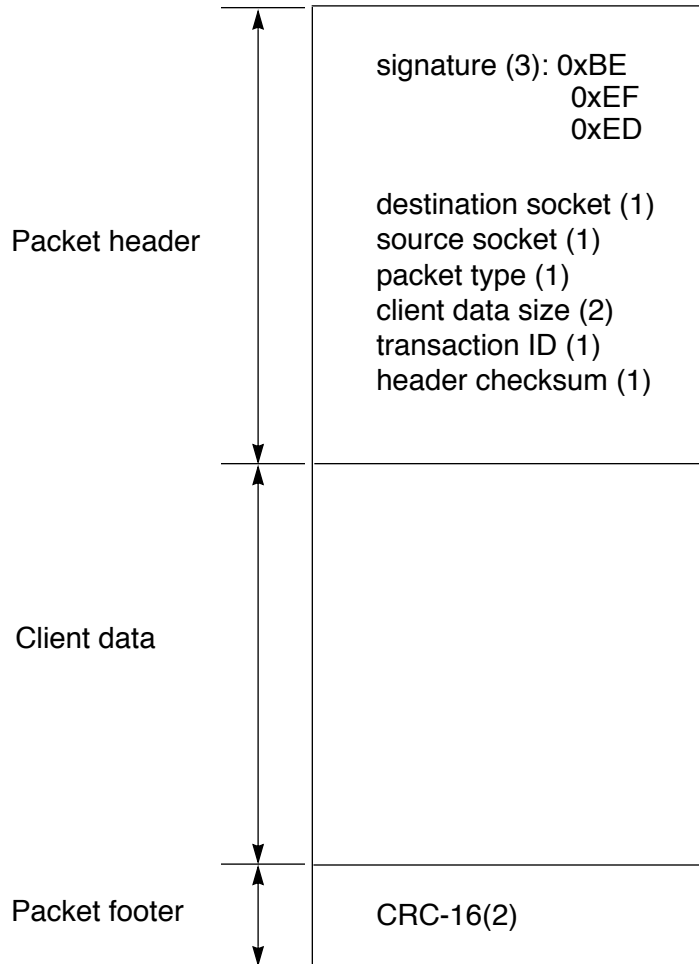 signature (3): 0xBE
0xEF
0xED
Packet header
destination socket (1)
source socket (1)
packet type (1)
client data size (2)
transaction ID (1)
header checksum (1)
Client data
Packet footer
CRC-16(2)